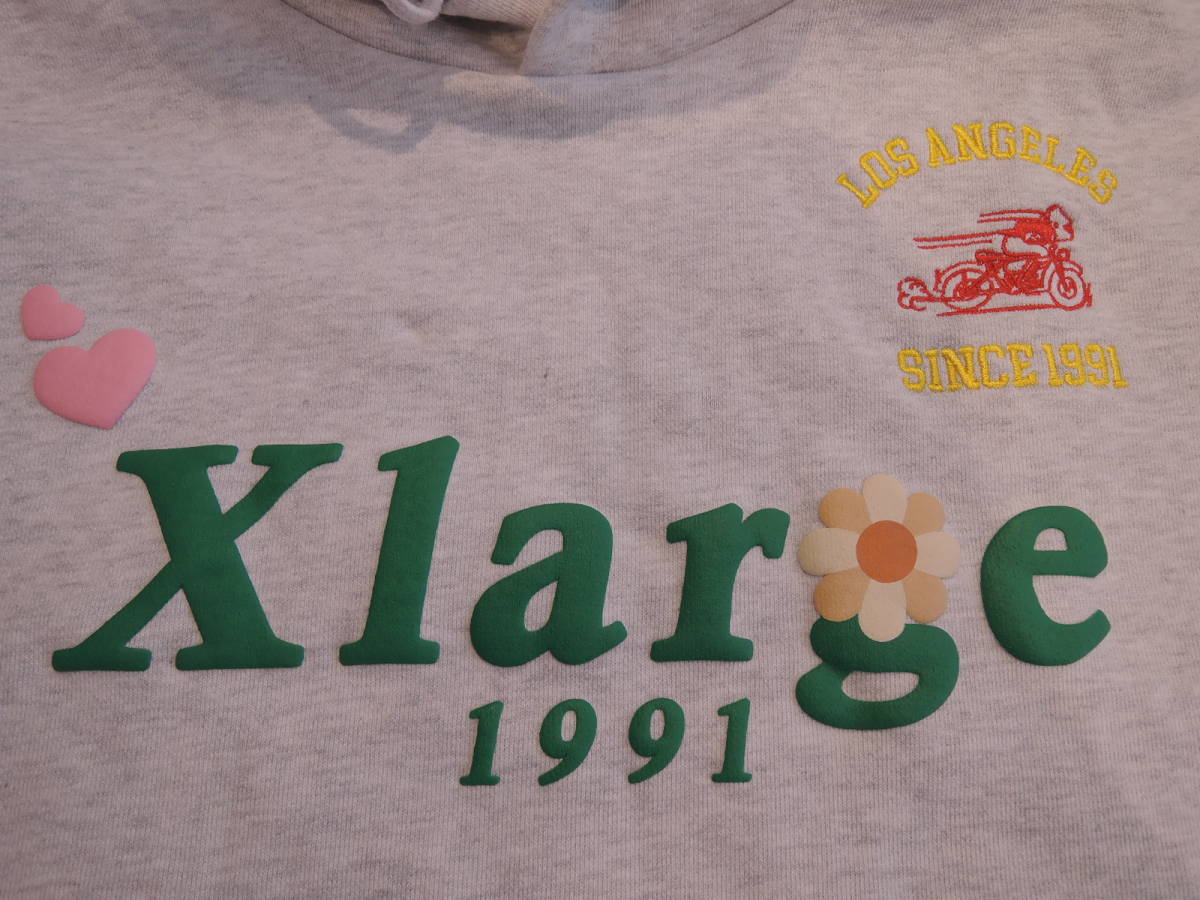 LOS ANGELES
SINCE 1991
Xlarge
1991